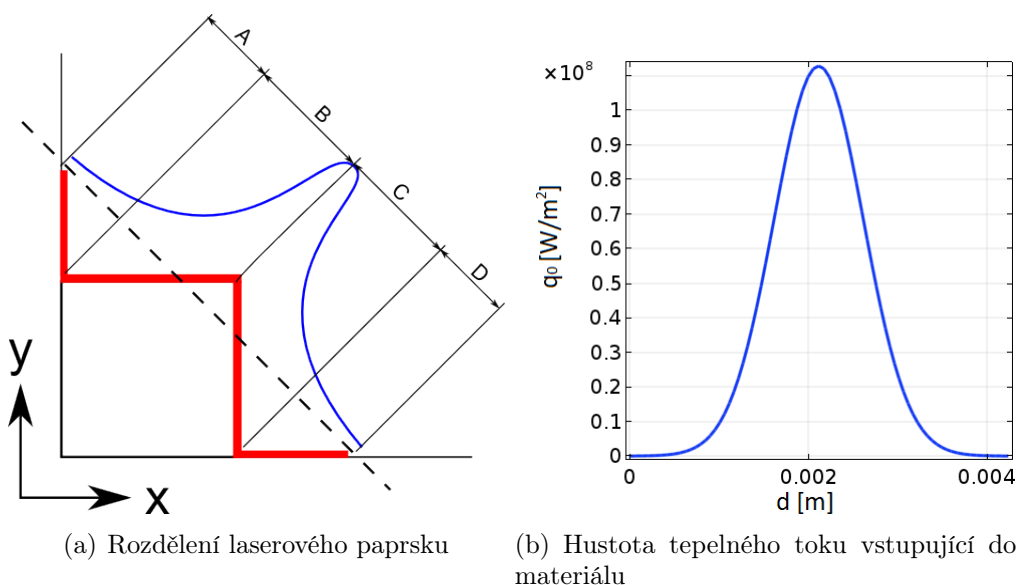 A
B
C
D
y
x
×10⁸
1
0.9
0.8
0.7
0.6
0.5
0.4
0.3
0.2
0.1
0
q₀ [W/m²]
0
0.002
0.004
d [m]
(a) Rozdělení laserového paprsku
(b) Hustota tepelného toku vstupující do
materiálu